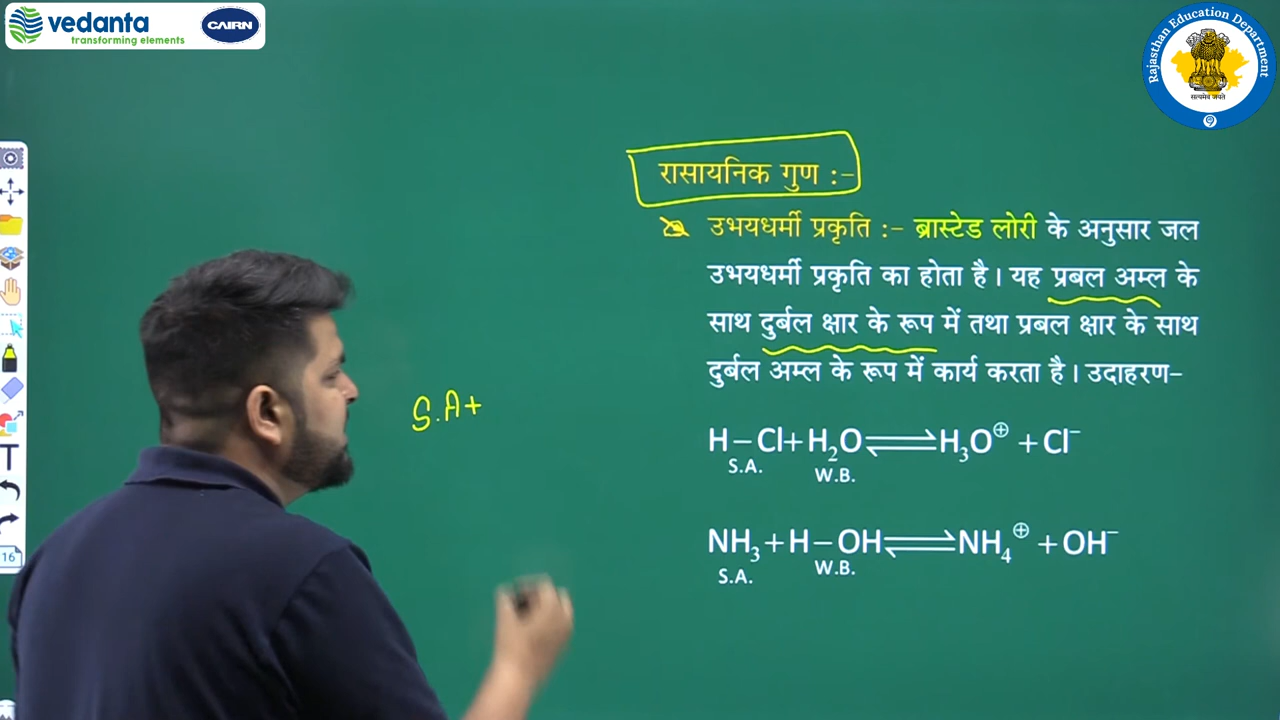 vedanta
transforming elements
CAIRN
Rajasthan Education Department
सत्यमेव जयते
रासायनिक गुण :-
उभयधर्मी प्रकृति :- ब्रास्टेड लोरी के अनुसार जल
उभयधर्मी प्रकृति का होता है। यह प्रबल अम्ल के
साथ दुर्बल क्षार के रूप में तथा प्रबल क्षार के साथ
दुर्बल अम्ल के रूप में कार्य करता है। उदाहरण-
S.A+
H–Cl+H₂O⇌H₃O⊕ +Cl⁻
S.A. W.B.
NH₃+H–OH⇌NH₄⊕ +OH⁻
S.A. W.B.
T
16